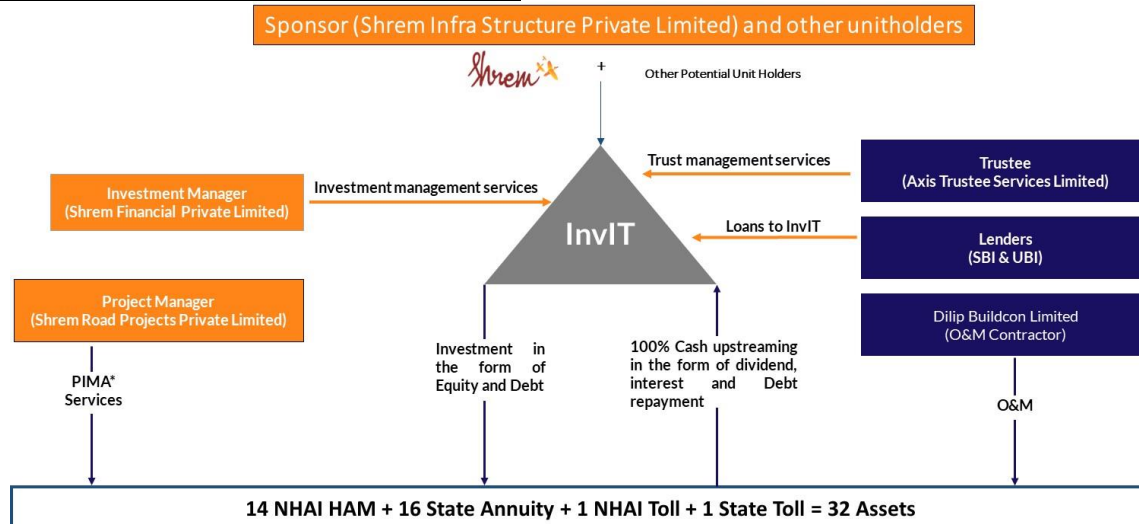 Sponsor (Shrem Infra Structure Private Limited) and other unitholders
Shrem
+
Other Potential Unit Holders
Trust management services
Trustee
(Axis Trustee Services Limited)
Investment Manager
(Shrem Financial Private Limited)
Investment management services
InvIT
Loans to InvIT
Lenders
(SBI & UBI)
Project Manager
(Shrem Road Projects Private Limited)
Dilip Buildcon Limited
(O&M Contractor)
Investment in
the form of
Equity and Debt
100% Cash upstreaming
in the form of dividend,
interest and Debt
repayment
PIMA*
Services
O&M
14 NHAI HAM + 16 State Annuity + 1 NHAI Toll + 1 State Toll = 32 Assets